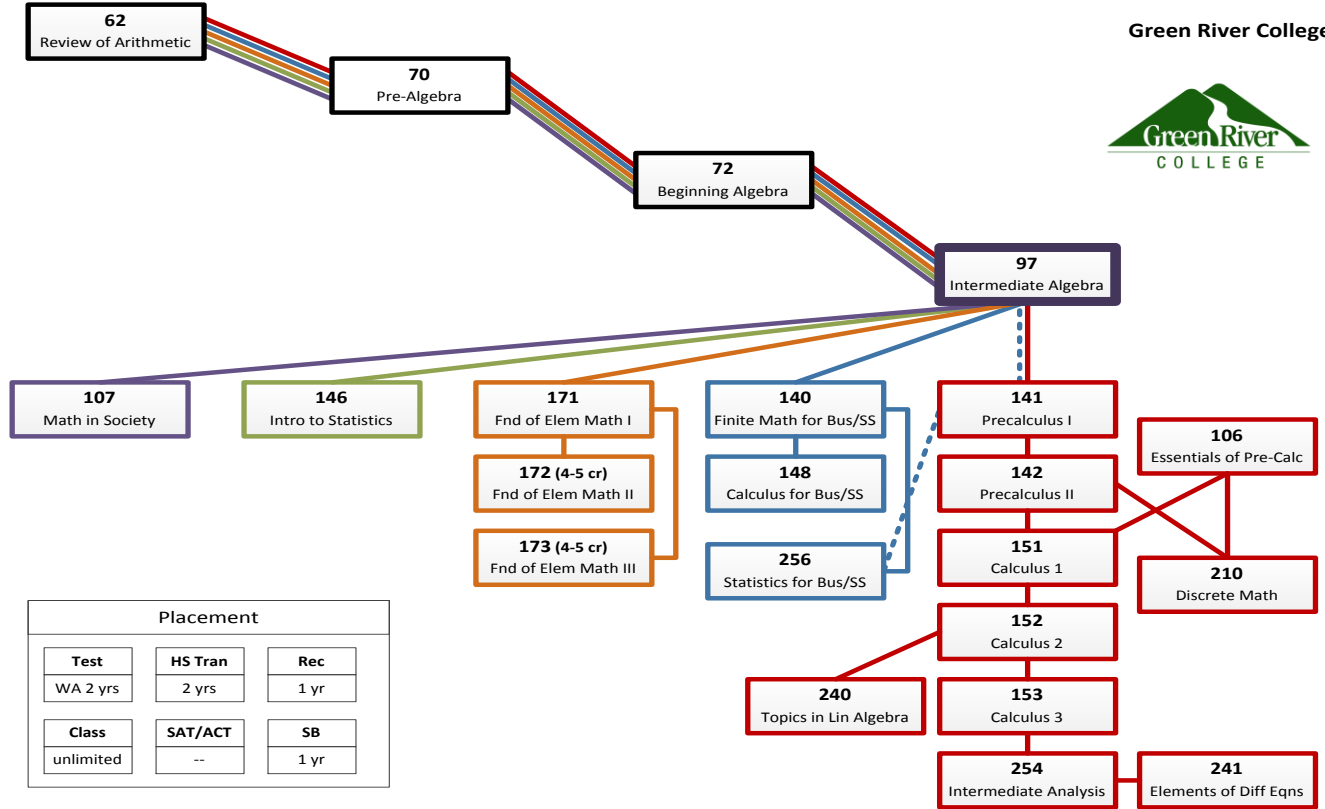 62
Review of Arithmetic
Green River College
70
Pre-Algebra
Green River
COLLEGE
72
Beginning Algebra
97
Intermediate Algebra
107
Math in Society
146
Intro to Statistics
171
Fnd of Elem Math I
140
Finite Math for Bus/SS
141
Precalculus I
106
Essentials of Pre-Calc
172 (4-5 cr)
Fnd of Elem Math II
148
Calculus for Bus/SS
142
Precalculus II
173 (4-5 cr)
Fnd of Elem Math III
256
Statistics for Bus/SS
151
Calculus 1
210
Discrete Math
152
Calculus 2
240
Topics in Lin Algebra
153
Calculus 3
254
Intermediate Analysis
241
Elements of Diff Eqns
Placement
Test
WA 2 yrs
HS Tran
2 yrs
Rec
1 yr
Class
unlimited
SAT/ACT
--
SB
1 yr